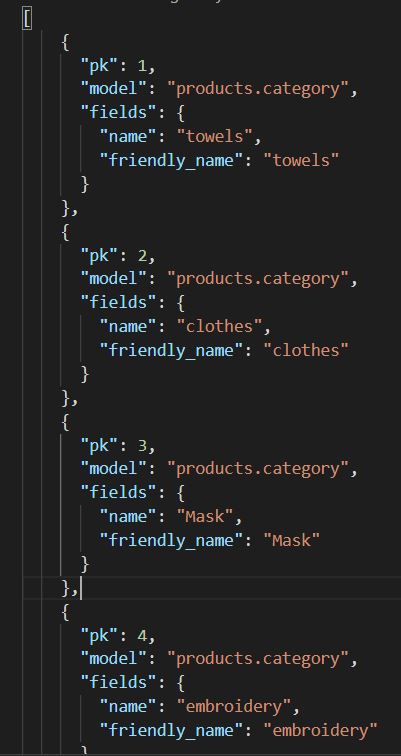 [
{
"pk": 1,
"model": "products.category",
"fields": {
"name": "towels",
"friendly_name": "towels"
}
},
{
"pk": 2,
"model": "products.category",
"fields": {
"name": "clothes",
"friendly_name": "clothes"
}
},
{
"pk": 3,
"model": "products.category",
"fields": {
"name": "Mask",
"friendly_name": "Mask"
}
},
{
"pk": 4,
"model": "products.category",
"fields": {
"name": "embroidery",
"friendly_name": "embroidery"
}